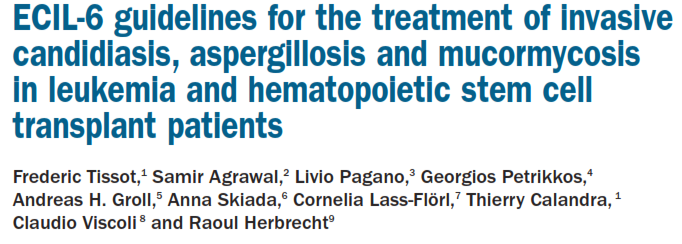 ECIL-6 guidelines for the treatment of invasive
candidiasis, aspergillosis and mucormycosis
in leukemia and hematopoietic stem cell
transplant patients
Frederic Tissot,¹ Samir Agrawal,² Livio Pagano,³ Georgios Petrikkos,⁴
Andreas H. Groll,⁵ Anna Skiada,⁶ Cornelia Lass-Flörl,⁷ Thierry Calandra,¹
Claudio Viscoli⁸ and Raoul Herbrecht⁹